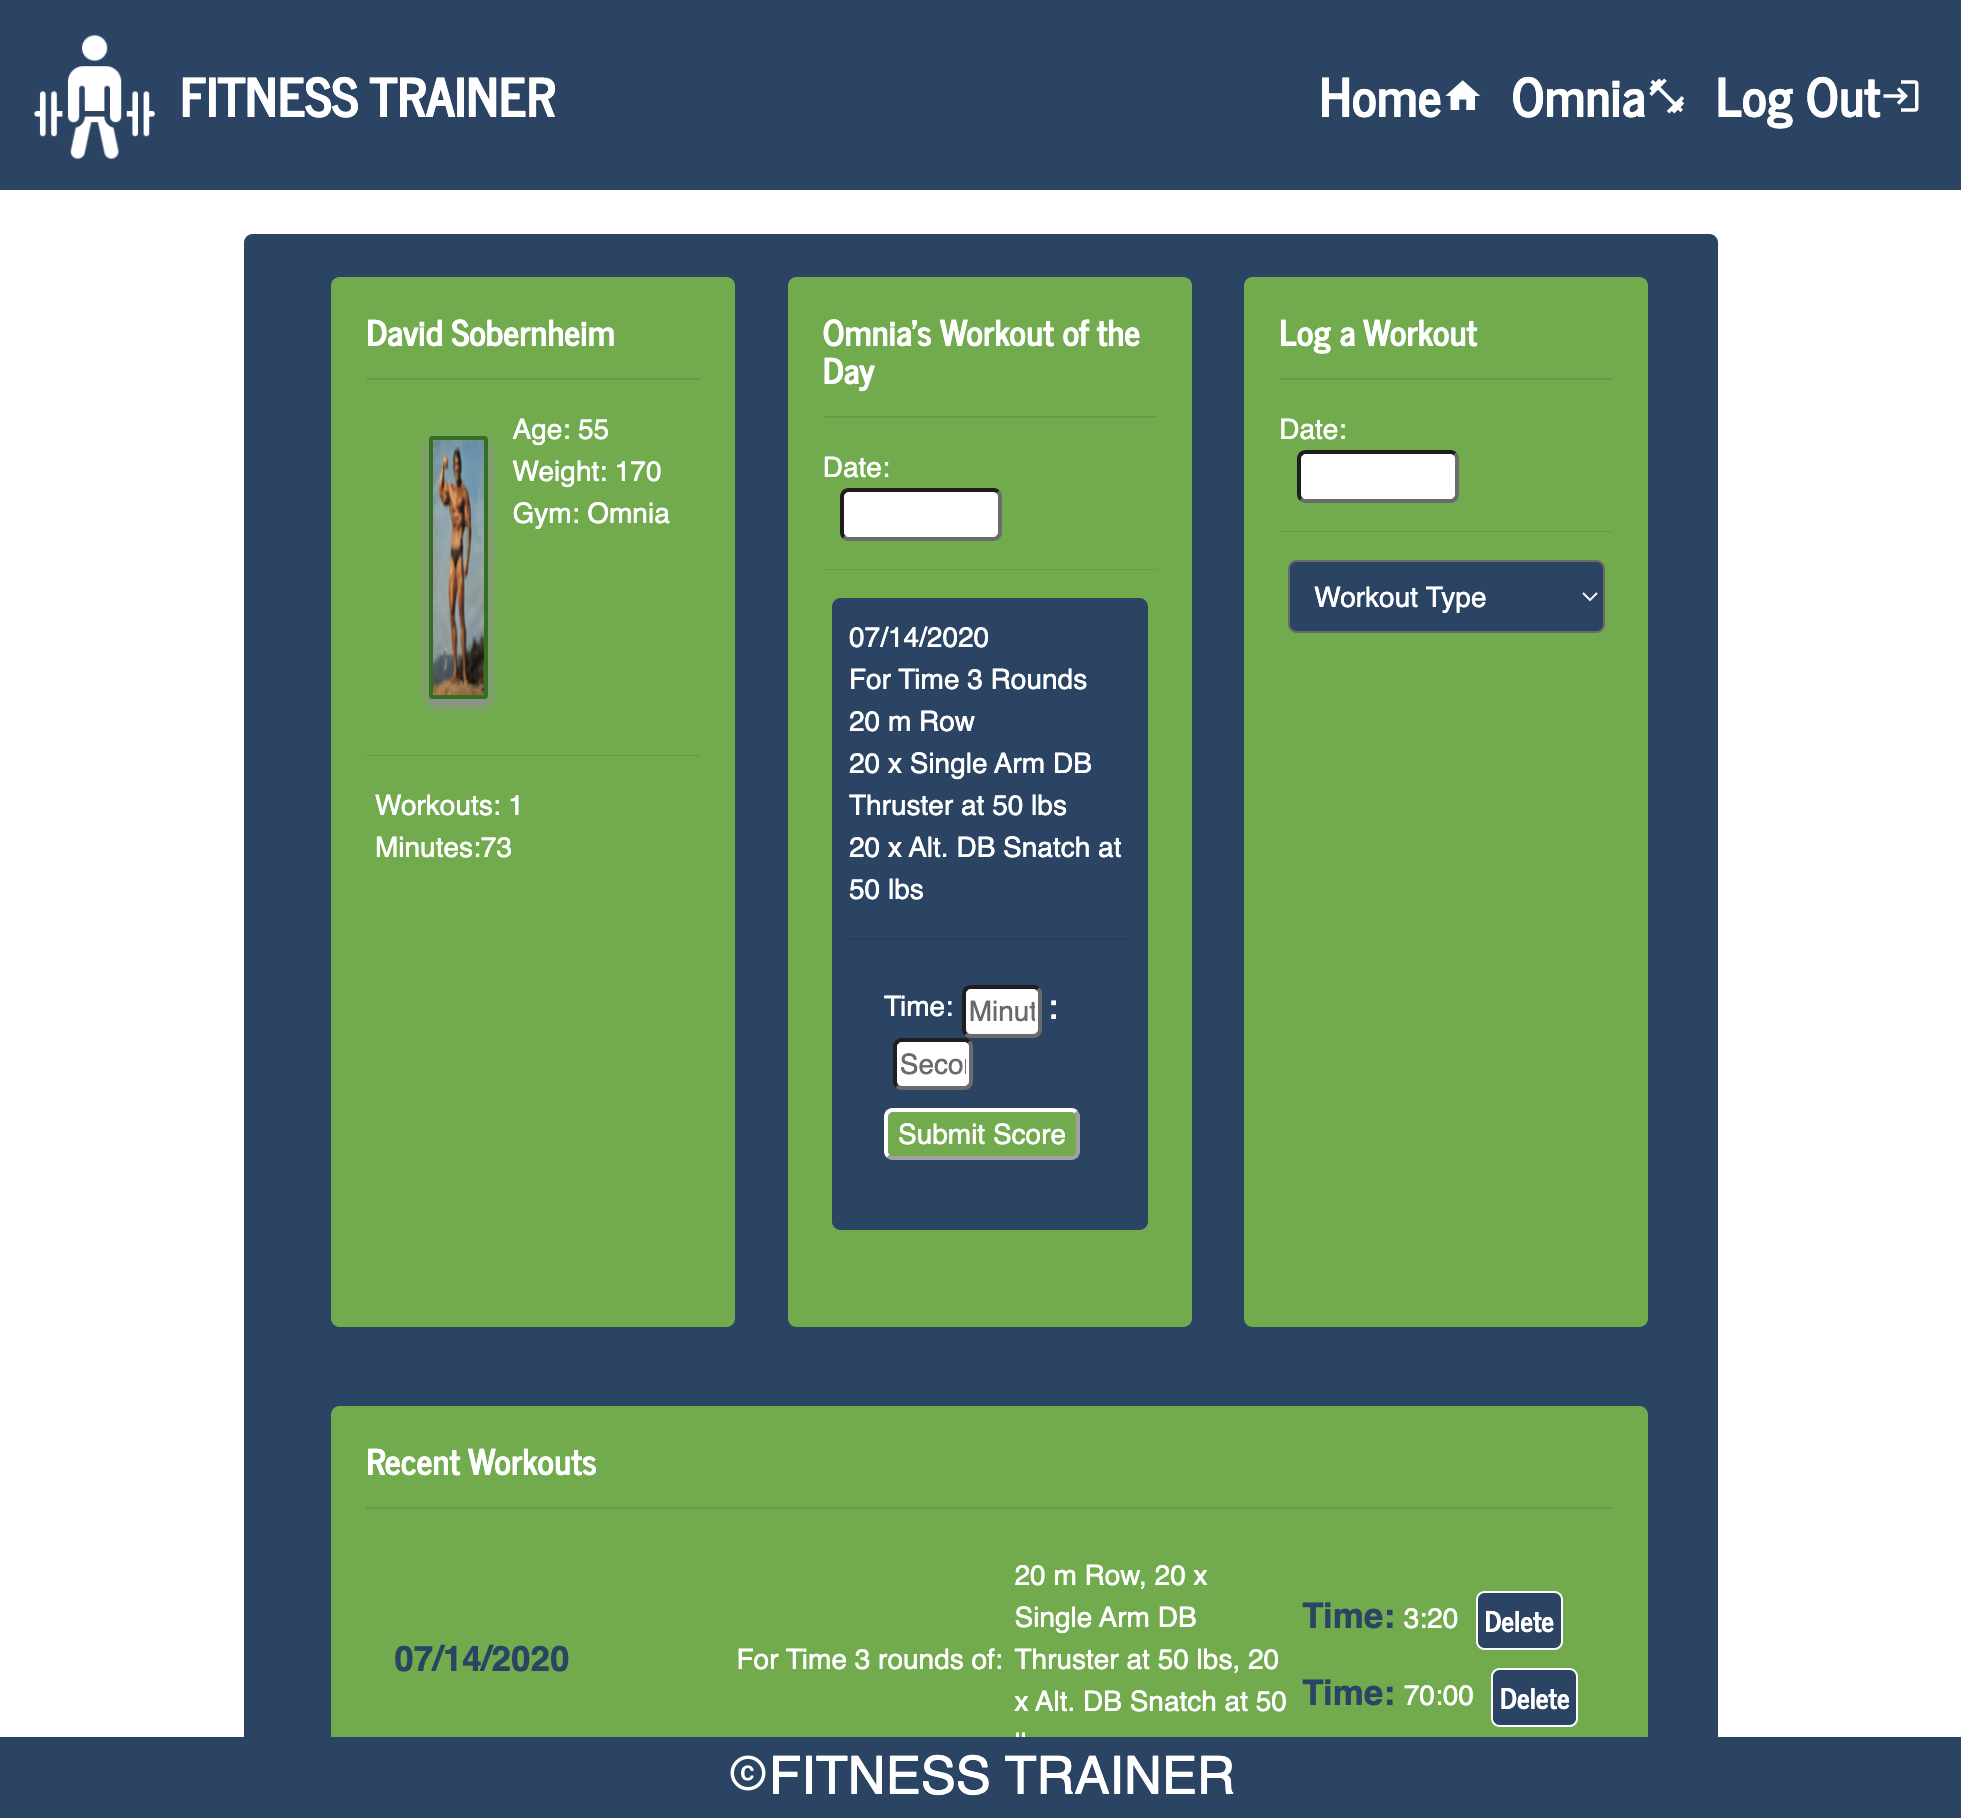 FITNESS TRAINER
Home
Omnia
Log Out
David Sobernheim
Age: 55
Weight: 170
Gym: Omnia
Workouts: 1
Minutes:73
Omnia's Workout of the
Day
Date:
07/14/2020
For Time 3 Rounds
20 m Row
20 x Single Arm DB
Thruster at 50 lbs
20 x Alt. DB Snatch at
50 lbs
Time: Minut :
Seco
Submit Score
Log a Workout
Date:
Workout Type
Recent Workouts
07/14/2020
For Time 3 rounds of:
20 m Row, 20 x
Single Arm DB
Thruster at 50 lbs, 20
x Alt. DB Snatch at 50
Time: 3:20 Delete
Time: 70:00 Delete
©FITNESS TRAINER